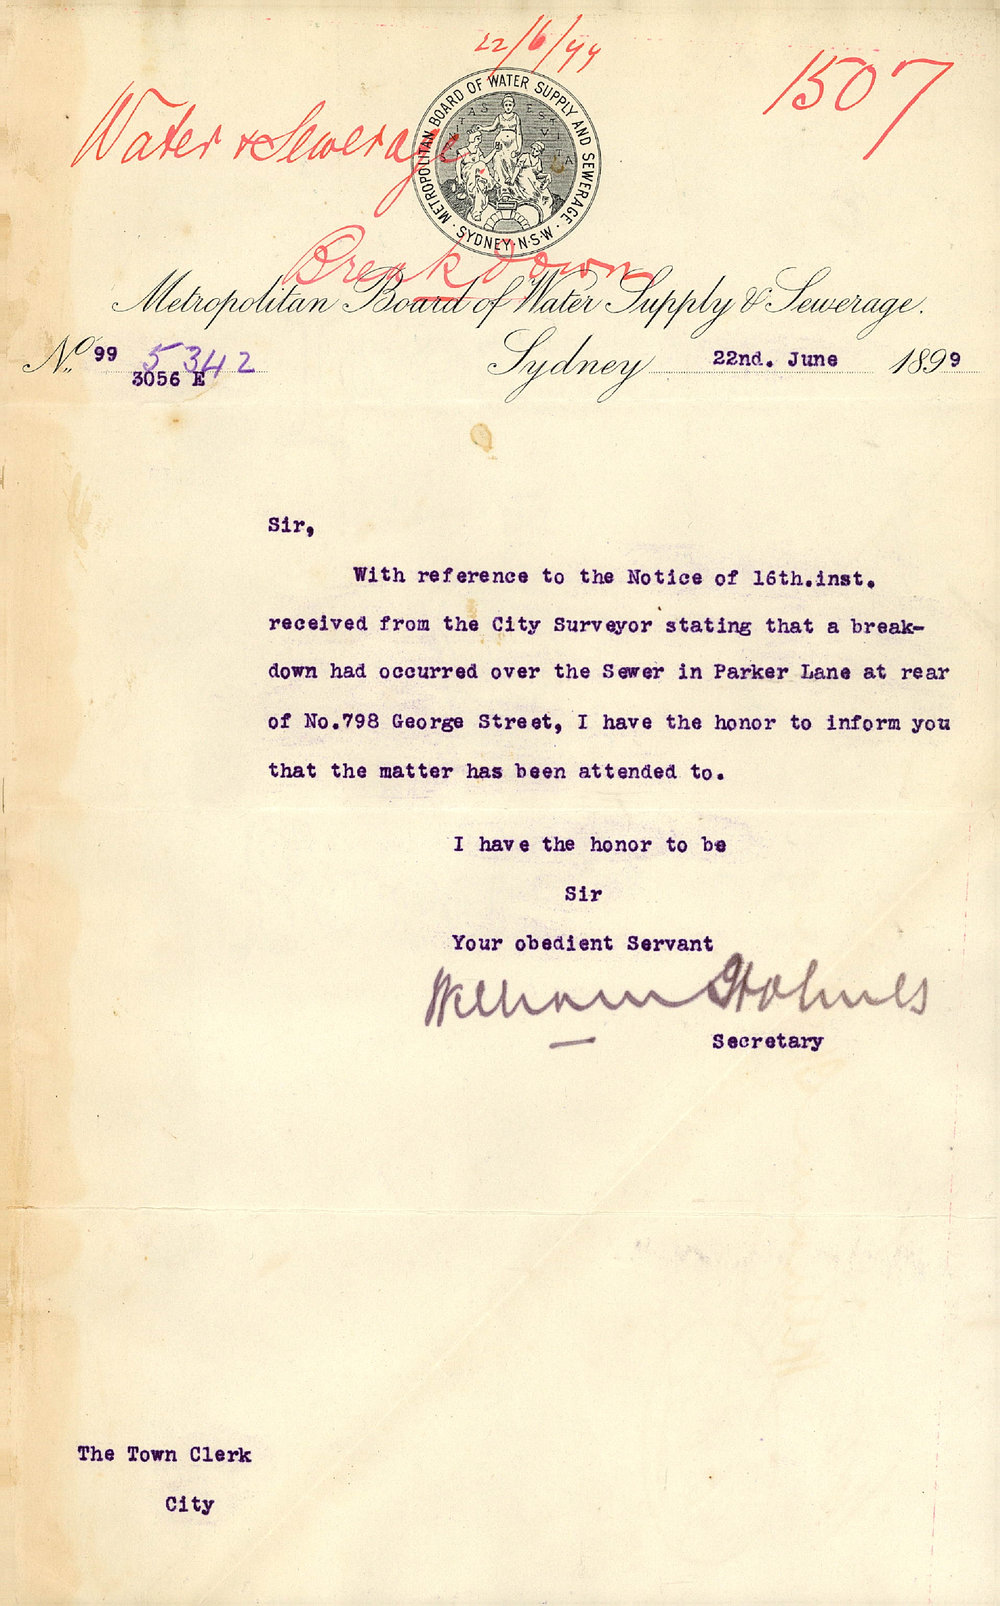 22/6/99
1507
Water & Sewerage
METROPOLITAN BOARD OF WATER SUPPLY AND SEWERAGE
· SYDNEY · N·S·W ·
Break Down
Metropolitan Board of Water Supply & Sewerage.
No. 99 5342
3056 E
Sydney 22nd. June 1899
Sir,
With reference to the Notice of 16th.inst.
received from the City Surveyor stating that a break-
down had occurred over the Sewer in Parker Lane at rear
of No.798 George Street, I have the honor to inform you
that the matter has been attended to.
I have the honor to be
Sir
Your obedient Servant
William Holmes
Secretary
The Town Clerk
City